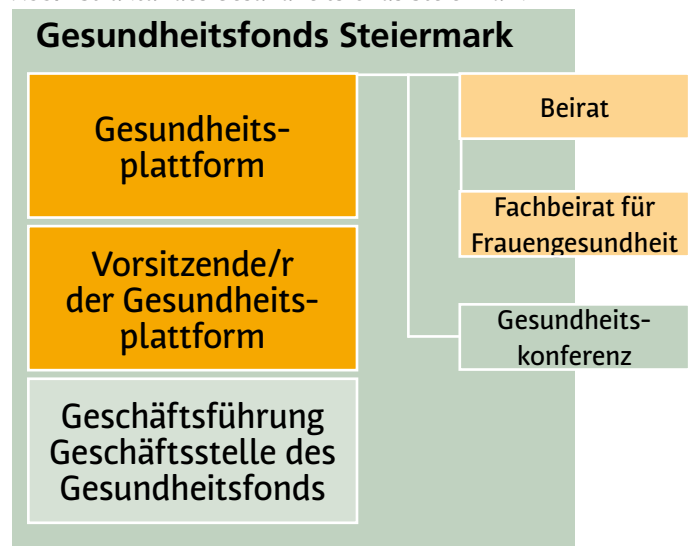 Gesundheitsfonds Steiermark
Gesundheits-
plattform
Vorsitzende/r
der Gesundheits-
plattform
Geschäftsführung
Geschäftsstelle des
Gesundheitsfonds
Beirat
Fachbeirat für
Frauengesundheit
Gesundheits-
konferenz